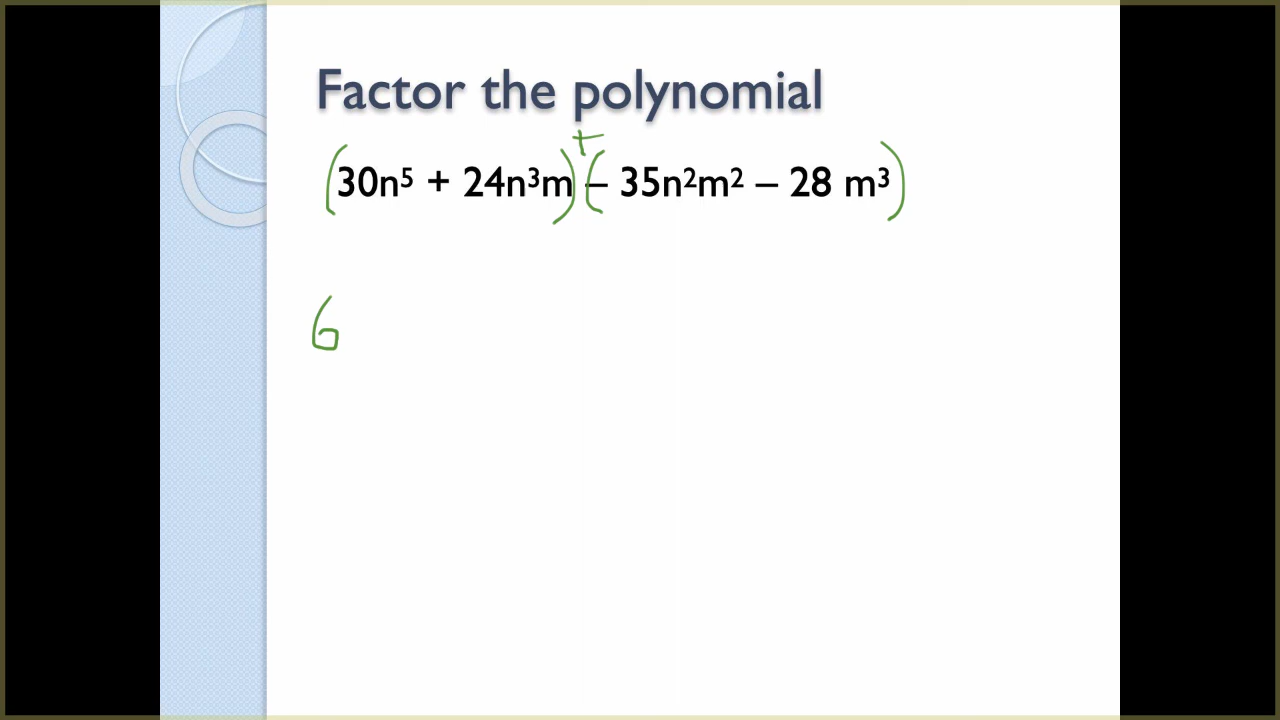 Factor the polynomial
(30n⁵ + 24n³m) + (– 35n²m² – 28 m³)
6